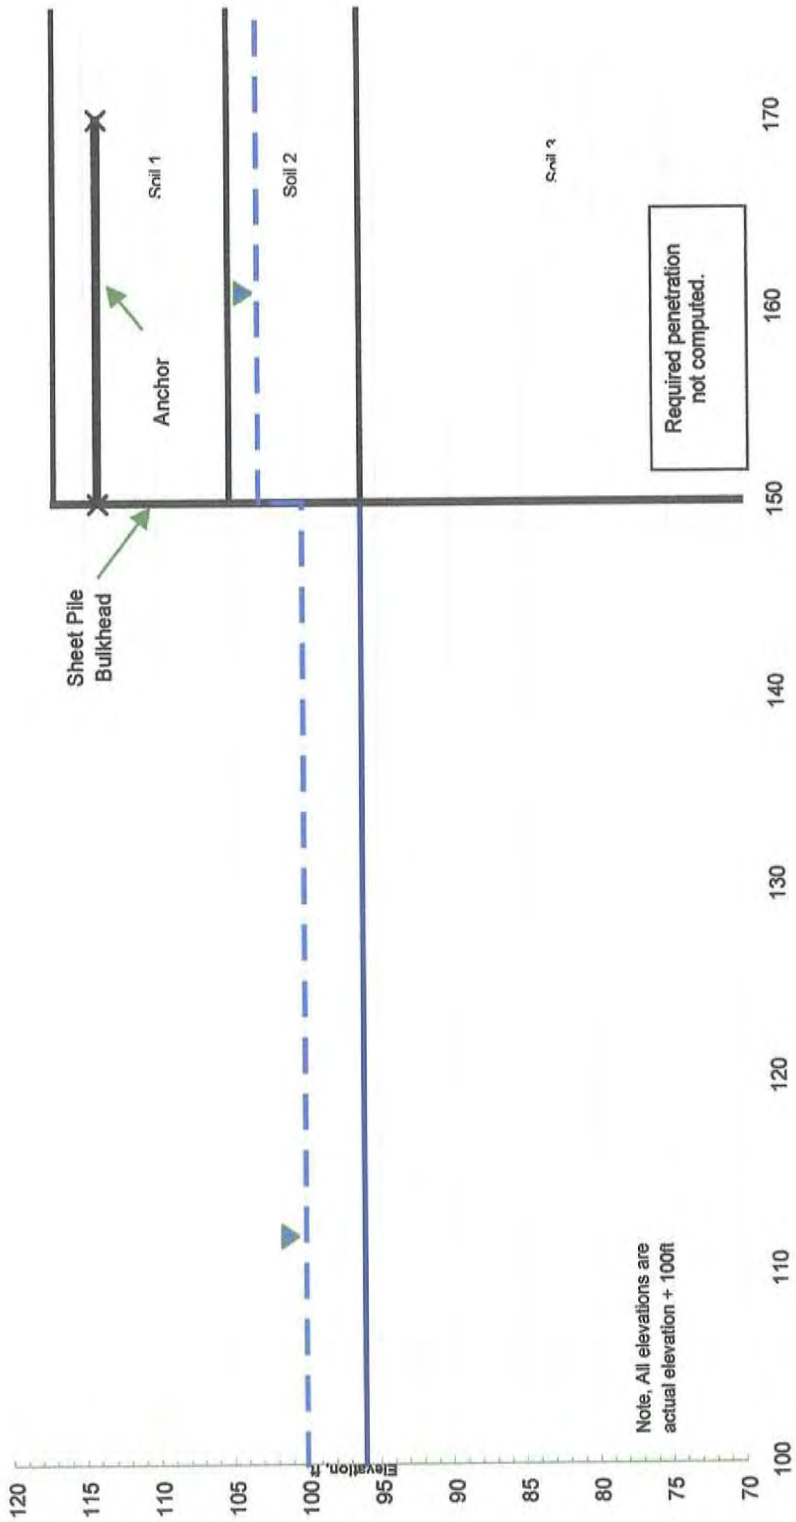 120
115
110
105
100
95
90
85
80
75
70
Elevation, ft
100
110
120
130
140
150
160
170
Sheet Pile
Bulkhead
Anchor
Soil 1
Soil 2
Soil 3
Required penetration
not computed.
Note, All elevations are
actual elevation + 100ft